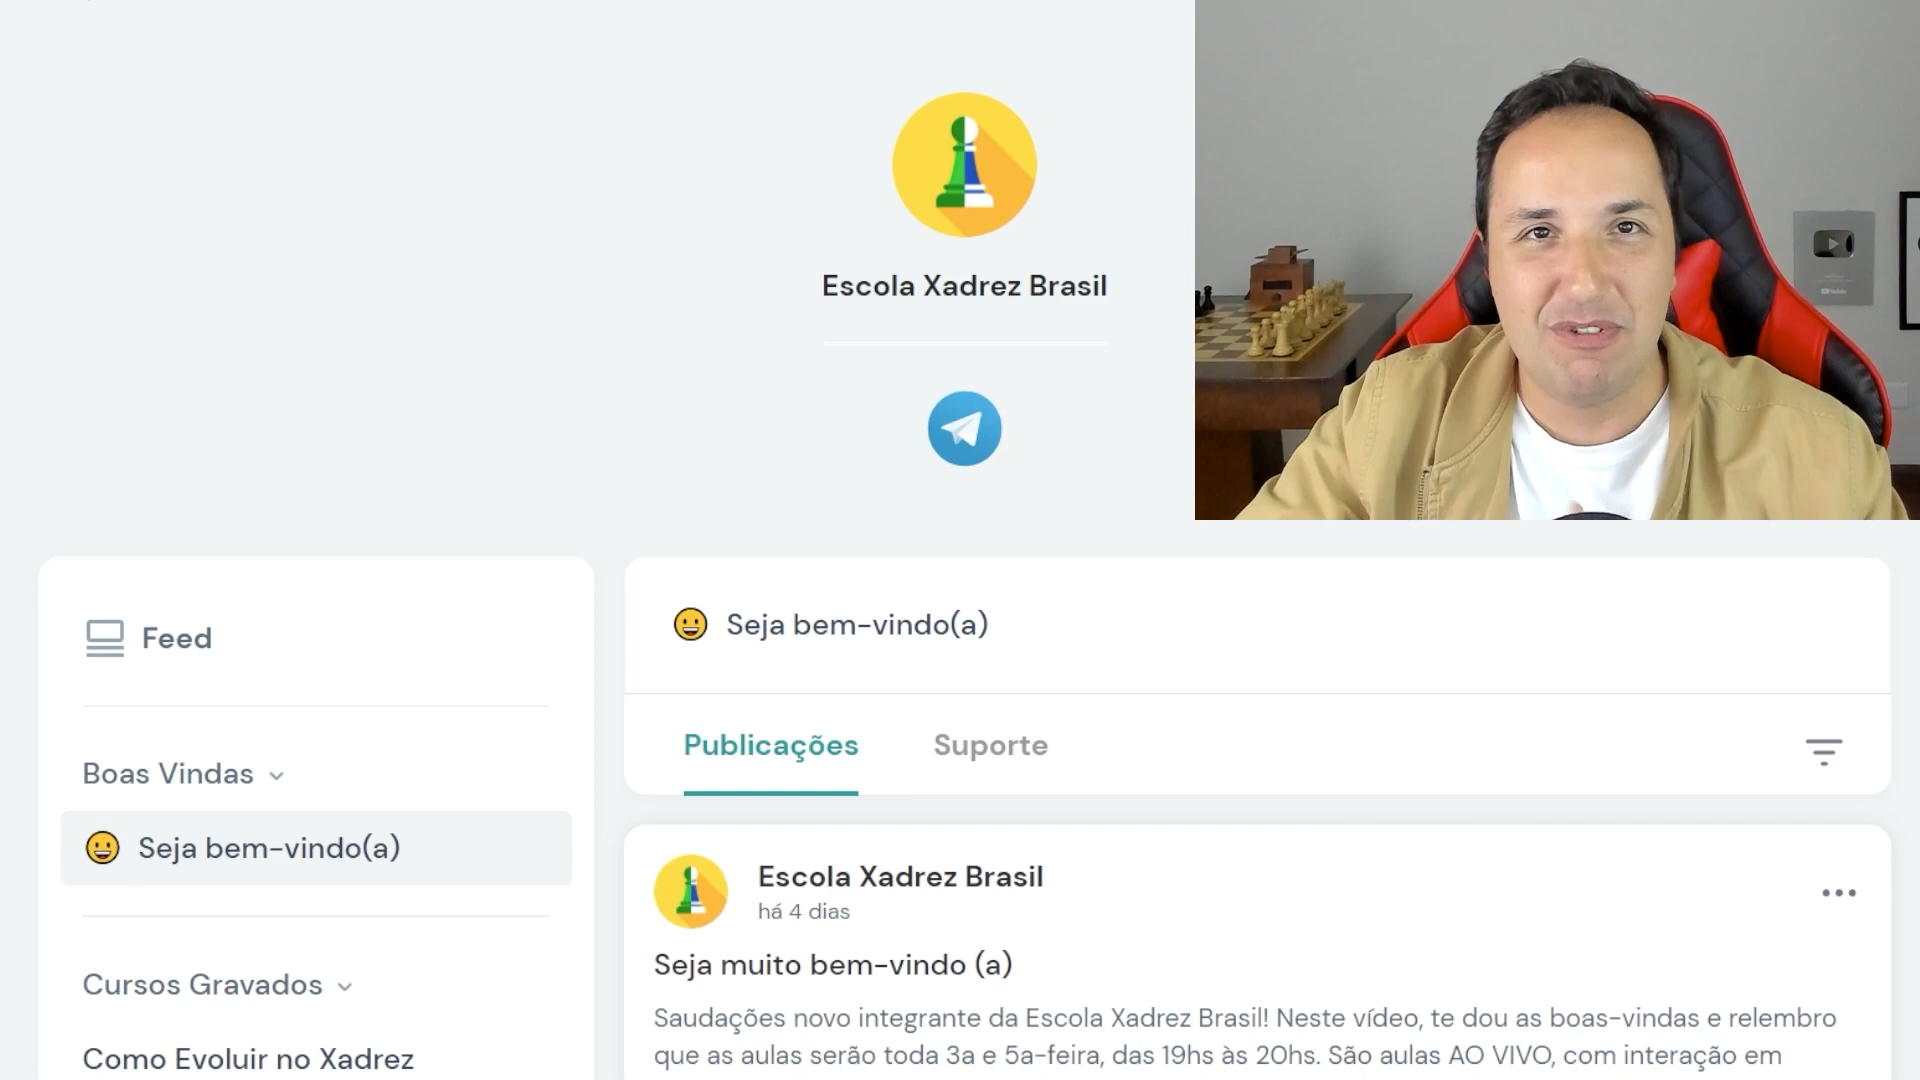 Escola Xadrez Brasil
Feed
Boas Vindas
Seja bem-vindo(a)
Cursos Gravados
Como Evoluir no Xadrez
Seja bem-vindo(a)
Publicações
Suporte
Escola Xadrez Brasil
há 4 dias
Seja muito bem-vindo (a)
Saudações novo integrante da Escola Xadrez Brasil! Neste vídeo, te dou as boas-vindas e relembro
que as aulas serão toda 3a e 5a-feira, das 19hs às 20hs. São aulas AO VIVO, com interação em